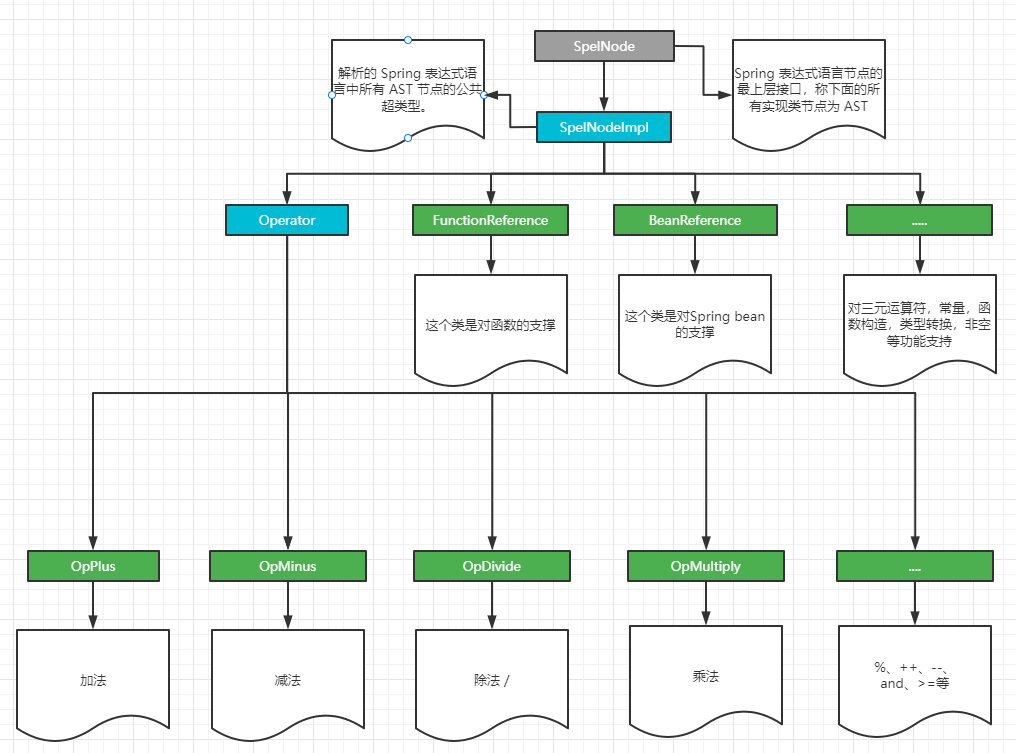 SpelNode
解析的 Spring 表达式语
言中所有 AST 节点的公共
超类型。
Spring 表达式语言节点的
最上层接口，称下面的所
有实现类节点为 AST
SpelNodeImpl
Operator
FunctionReference
BeanReference
.....
这个类是对函数的支撑
这个类是对Spring bean
的支撑
对三元运算符，常量，函
数构造，类型转换，非空
等功能支持
OpPlus
OpMinus
OpDivide
OpMultiply
....
加法
减法
除法 /
乘法
%、++、--、
and、>=等